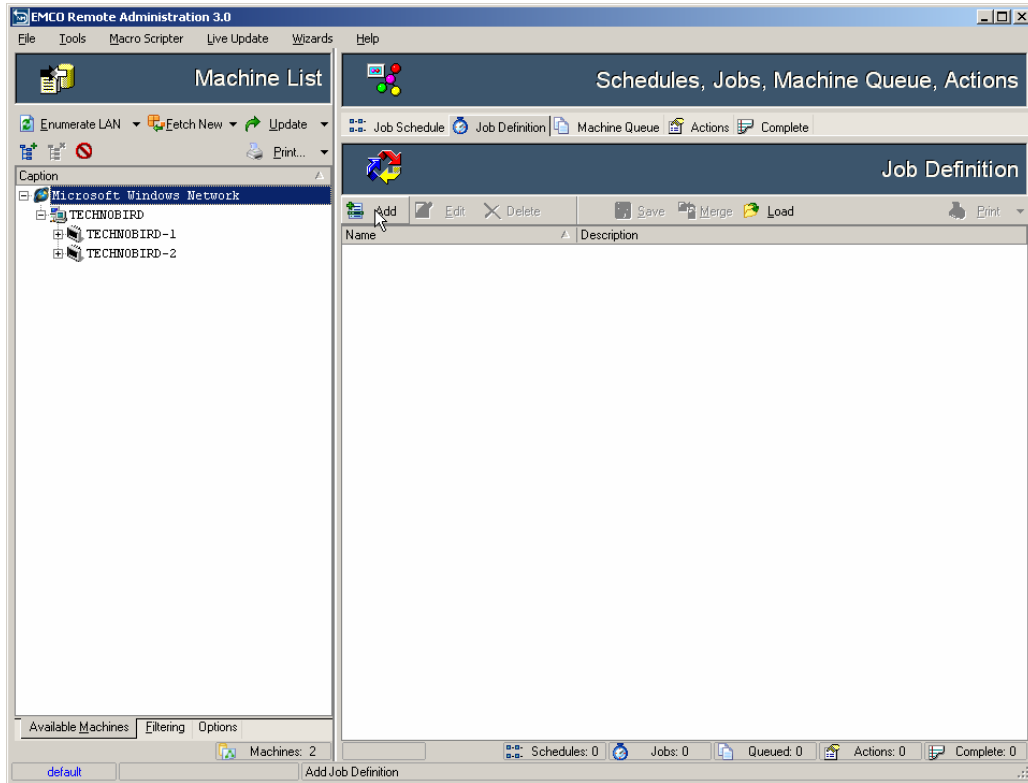 EMCO Remote Administration 3.0
File Tools Macro Scripter Live Update Wizards Help
Machine List
Enumerate LAN Fetch New Update
Print...
Caption
Microsoft Windows Network
TECHNOBIRD
TECHNOBIRD-1
TECHNOBIRD-2
Available Machines Filtering Options
Machines: 2
Schedules, Jobs, Machine Queue, Actions
Job Schedule Job Definition Machine Queue Actions Complete
Job Definition
Add Edit Delete Save Merge Load Print
Name Description
Schedules: 0 Jobs: 0 Queued: 0 Actions: 0 Complete: 0
default Add Job Definition